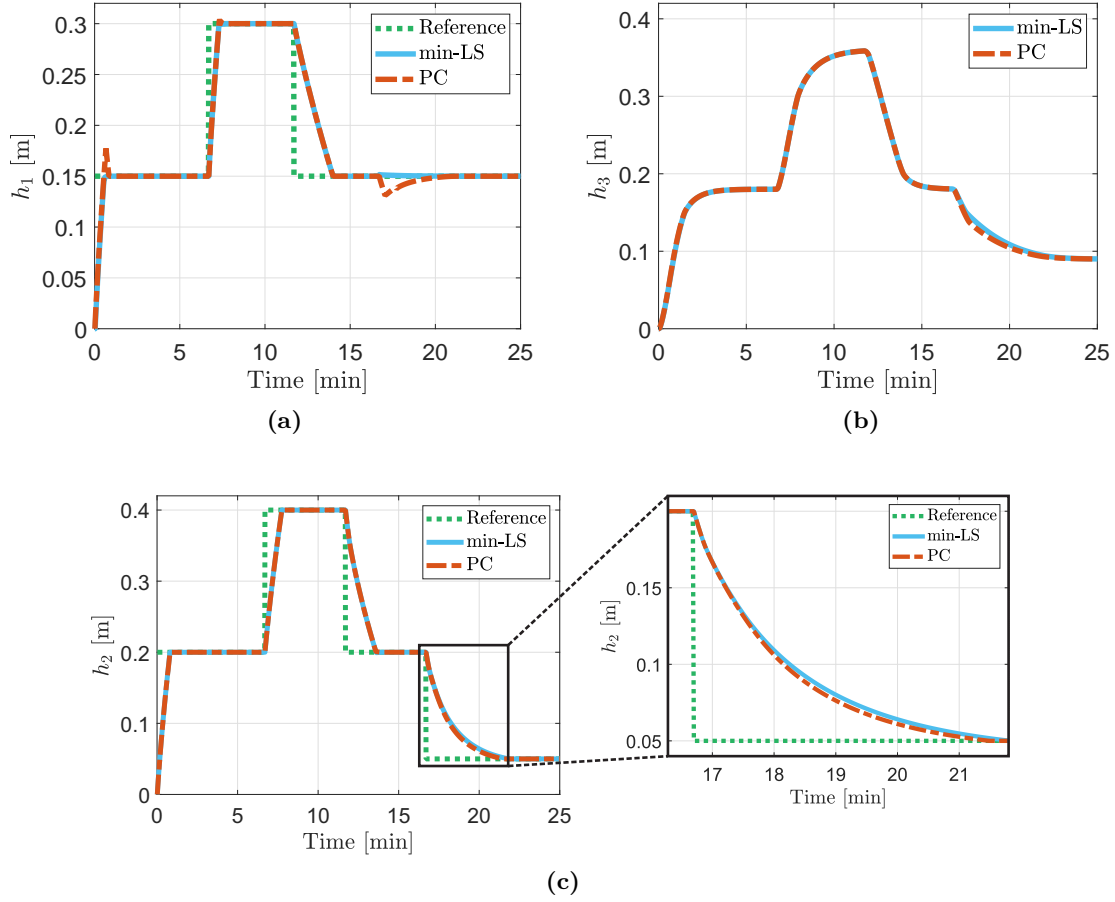 0.3
0.25
0.2
0.15
0.1
0.05
0
h₁ [m]
0 5 10 15 20 25
Time [min]
Reference
min-LS
PC
(a)
0.4
0.3
0.2
0.1
0
h₃ [m]
0 5 10 15 20 25
Time [min]
min-LS
PC
(b)
0.4
0.3
0.2
0.1
0
h₂ [m]
0 5 10 15 20 25
Time [min]
Reference
min-LS
PC
0.15
0.1
0.05
h₂ [m]
17 18 19 20 21
Time [min]
Reference
min-LS
PC
(c)